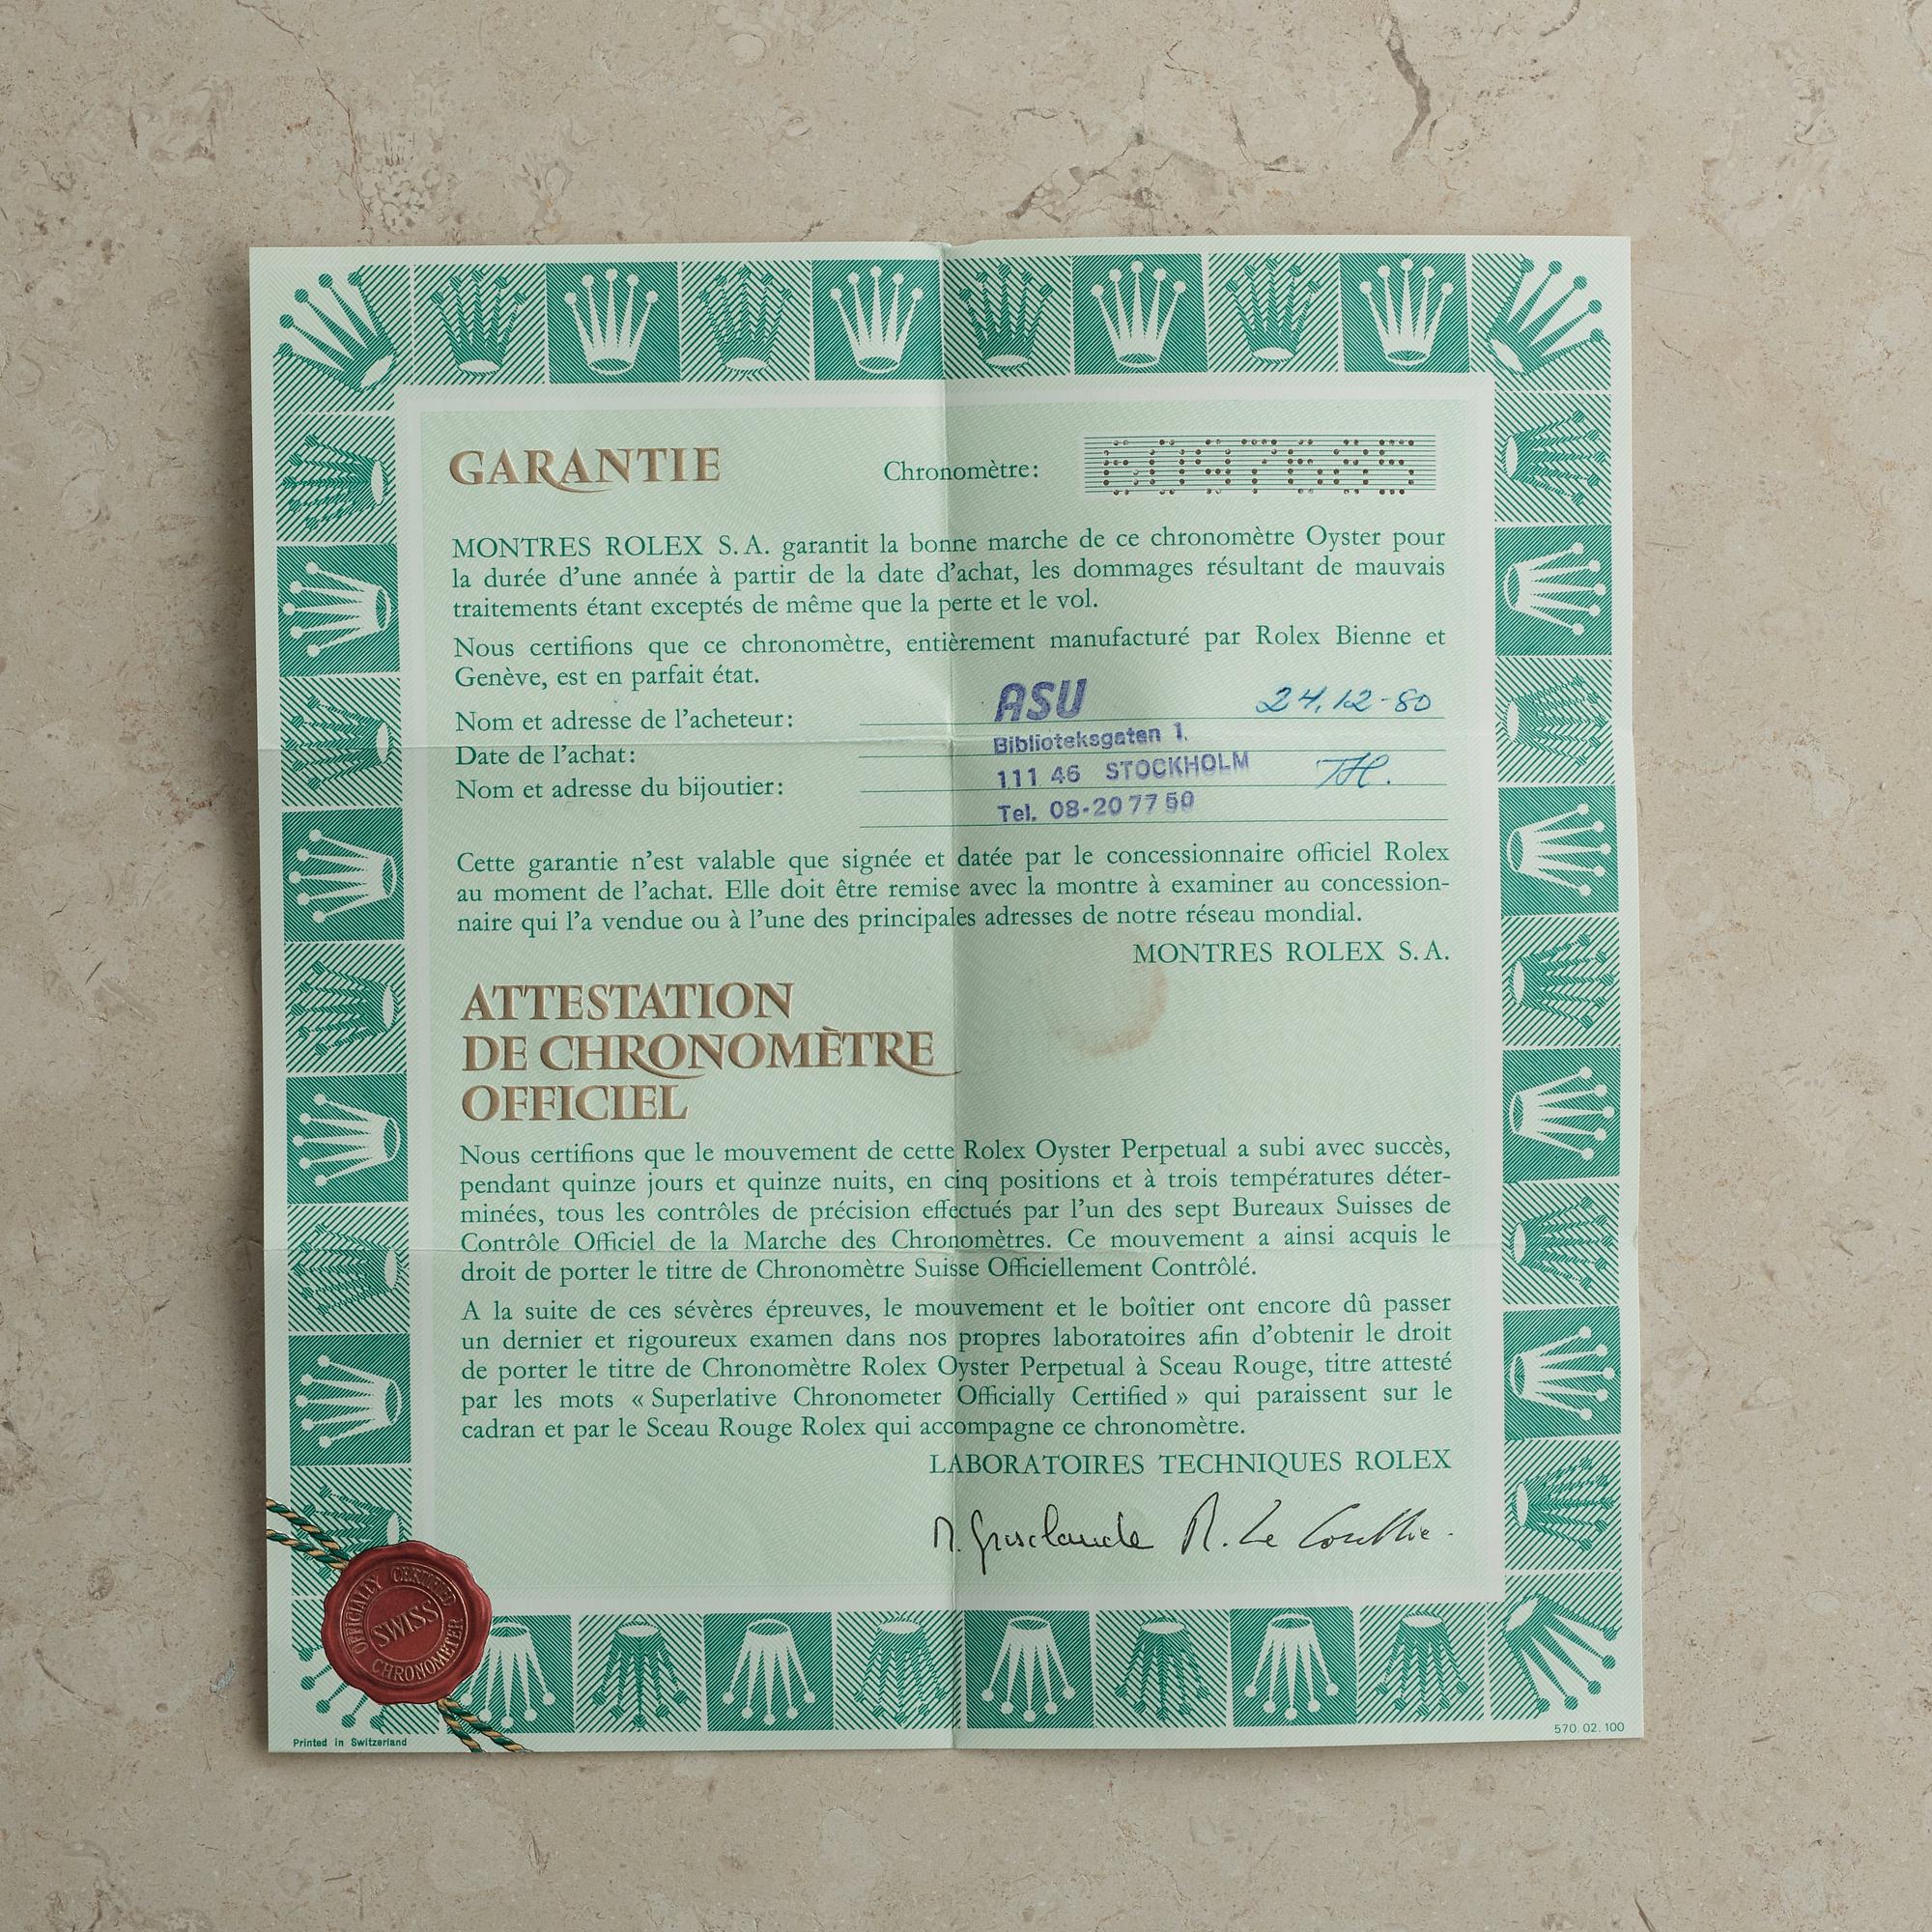 GARANTIE
Chronomètre:
MONTRES ROLEX S.A. garantit la bonne marche de ce chronomètre Oyster pour
la durée d'une année à partir de la date d'achat, les dommages résultant de mauvais
traitements étant exceptés de même que la perte et le vol.
Nous certifions que ce chronomètre, entièrement manufacturé par Rolex Bienne et
Genève, est en parfait état.
Nom et adresse de l'acheteur: ASU 24.12-80
Date de l'achat: Biblioteksgatan 1.
Nom et adresse du bijoutier: 111 46 STOCKHOLM TH.
Tel. 08-20 77 50
Cette garantie n'est valable que signée et datée par le concessionnaire officiel Rolex
au moment de l'achat. Elle doit être remise avec la montre à examiner au concession-
naire qui l'a vendue ou à l'une des principales adresses de notre réseau mondial.
MONTRES ROLEX S.A.
ATTESTATION
DE CHRONOMÈTRE
OFFICIEL
Nous certifions que le mouvement de cette Rolex Oyster Perpetual a subi avec succès,
pendant quinze jours et quinze nuits, en cinq positions et à trois températures déter-
minées, tous les contrôles de précision effectués par l'un des sept Bureaux Suisses de
Contrôle Officiel de la Marche des Chronomètres. Ce mouvement a ainsi acquis le
droit de porter le titre de Chronomètre Suisse Officiellement Contrôlé.
A la suite de ces sévères épreuves, le mouvement et le boîtier ont encore dû passer
un dernier et rigoureux examen dans nos propres laboratoires afin d'obtenir le droit
de porter le titre de Chronomètre Rolex Oyster Perpetual à Sceau Rouge, titre attesté
par les mots « Superlative Chronometer Officially Certified » qui paraissent sur le
cadran et par le Sceau Rouge Rolex qui accompagne ce chronomètre.
LABORATOIRES TECHNIQUES ROLEX
OFFICIALLY CERTIFIED
SWISS
CHRONOMETER
Printed in Switzerland
570.02.100